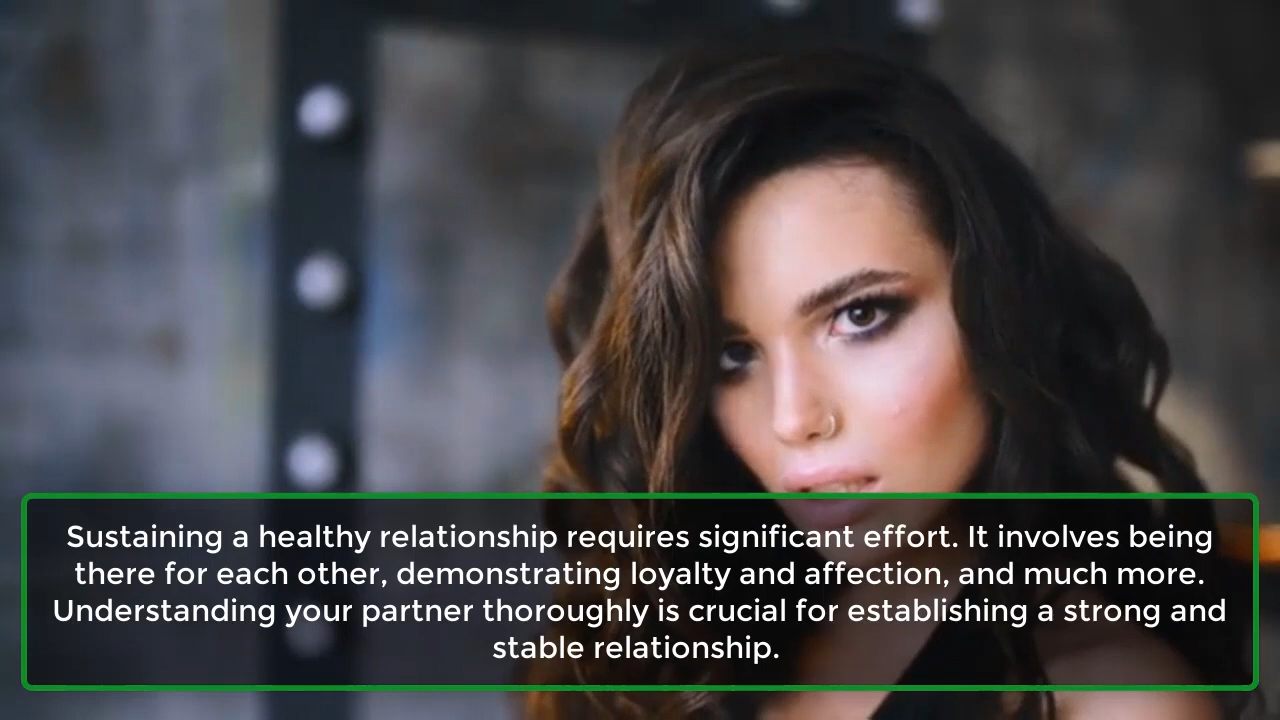 Sustaining a healthy relationship requires significant effort. It involves being
there for each other, demonstrating loyalty and affection, and much more.
Understanding your partner thoroughly is crucial for establishing a strong and
stable relationship.